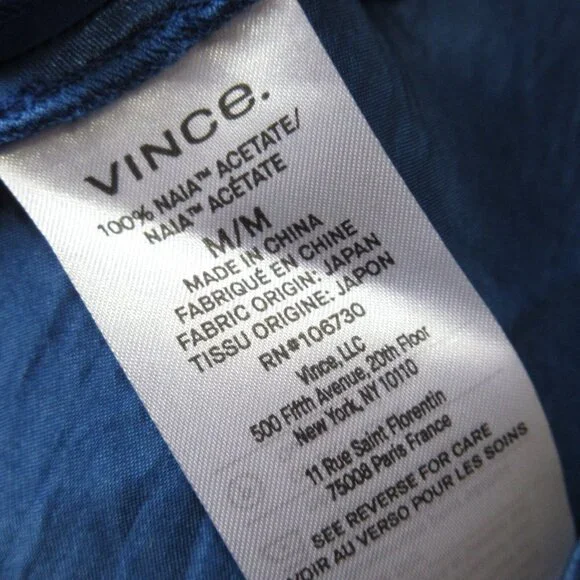 VINCE.
100% NAIA™ ACETATE/
NAIA™ ACÉTATE
M/M
MADE IN CHINA
FABRIQUÉ EN CHINE
FABRIC ORIGIN: JAPAN
TISSU ORIGINE: JAPON
RN#106730
Vince, LLC
500 Fifth Avenue, 20th Floor
New York, NY 10110
11 Rue Saint Florentin
75008 Paris France
SEE REVERSE FOR CARE
VOIR AU VERSO POUR LES SOINS